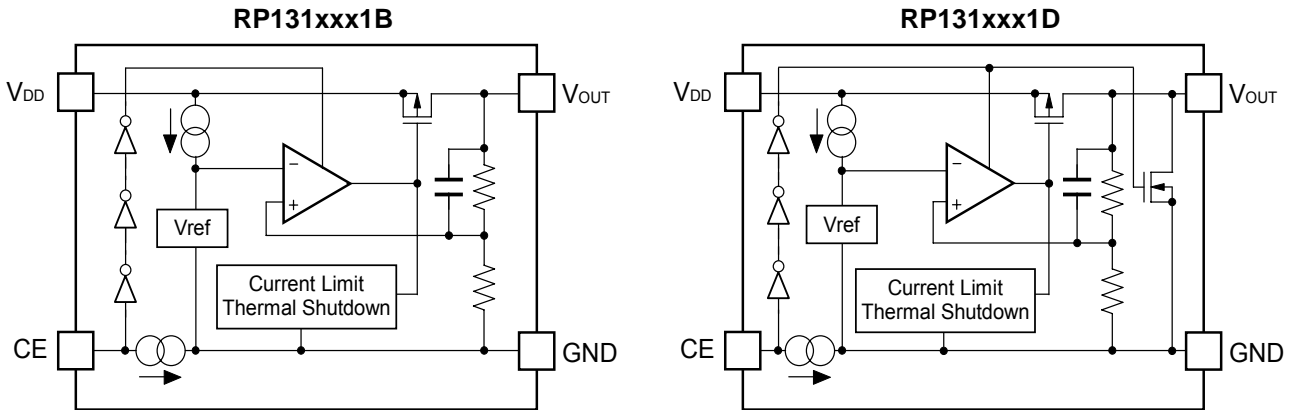 RP131xxx1B
VDD
VOUT
−
+
Vref
Current Limit
Thermal Shutdown
CE
GND
RP131xxx1D
VDD
VOUT
−
+
Vref
Current Limit
Thermal Shutdown
CE
GND